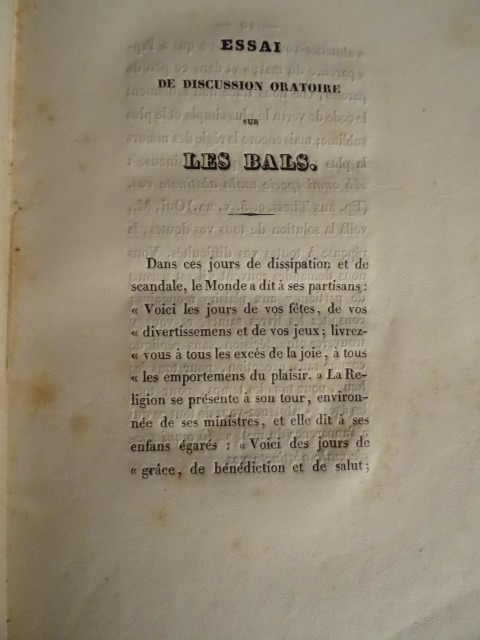 ESSAI
DE DISCUSSION ORATOIRE
SUR
LES BALS.
Dans ces jours de dissipation et de
scandale, le Monde a dit à ses partisans :
« Voici les jours de vos fêtes, de vos
« divertissemens et de vos jeux; livrez-
« vous à tous les excès de la joie, à tous
« les emportemens du plaisir. » La Re-
ligion se présente à son tour, environ-
née de ses ministres, et elle dit à ses
enfans égarés : « Voici des jours de
« grâce, de bénédiction et de salut;